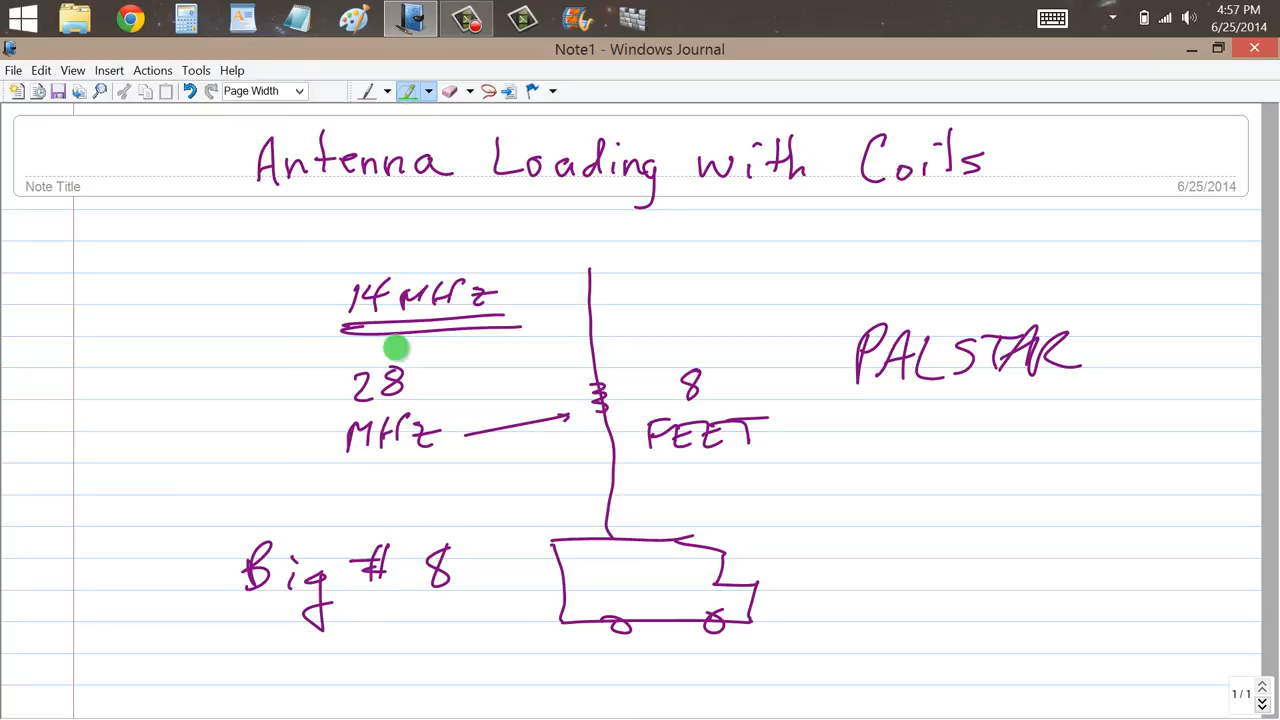 4:57 PM
6/25/2014
Note1 - Windows Journal
File Edit View Insert Actions Tools Help
Page Width
Antenna Loading with Coils
Note Title
6/25/2014
14 MHz
28
MHz
8
FEET
PALSTAR
Big # 8
1 / 1